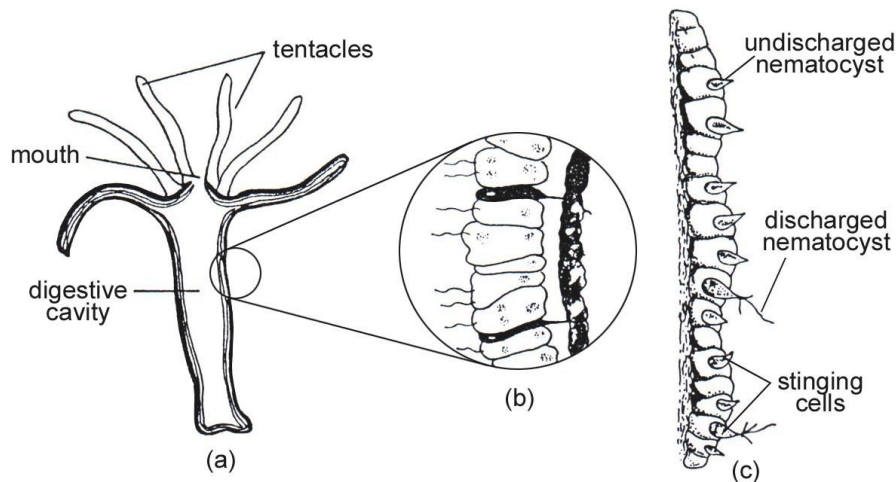 tentacles
mouth
digestive
cavity
(a)
(b)
undischarged
nematocyst
discharged
nematocyst
stinging
cells
(c)